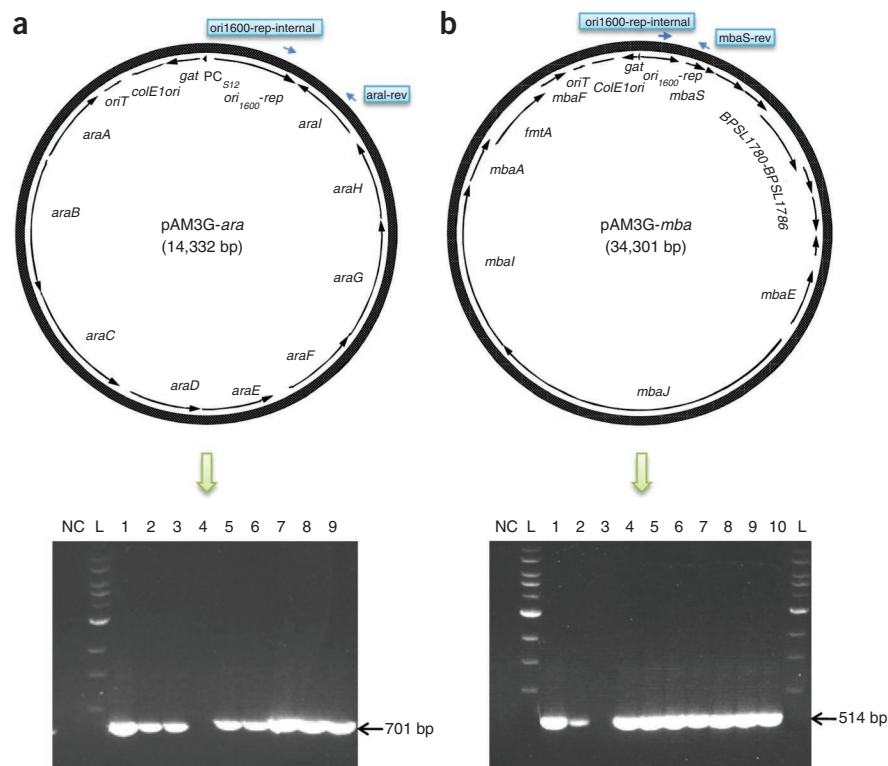 a
ori1600-rep-internal
araI-rev
gat PC S12
colE1ori
ori1600-rep
oriT
araI
araA
araH
araB
pAM3G-ara
(14,332 bp)
araG
araC
araF
araD
araE
NC L 1 2 3 4 5 6 7 8 9
701 bp
b
ori1600-rep-internal
mbaS-rev
gat
ori1600-rep
ColE1ori
oriT
mbaS
mbaF
fmtA
BPSL1780-BPSL1786
mbaA
pAM3G-mba
(34,301 bp)
mbaI
mbaE
mbaJ
NC L 1 2 3 4 5 6 7 8 9 10 L
514 bp